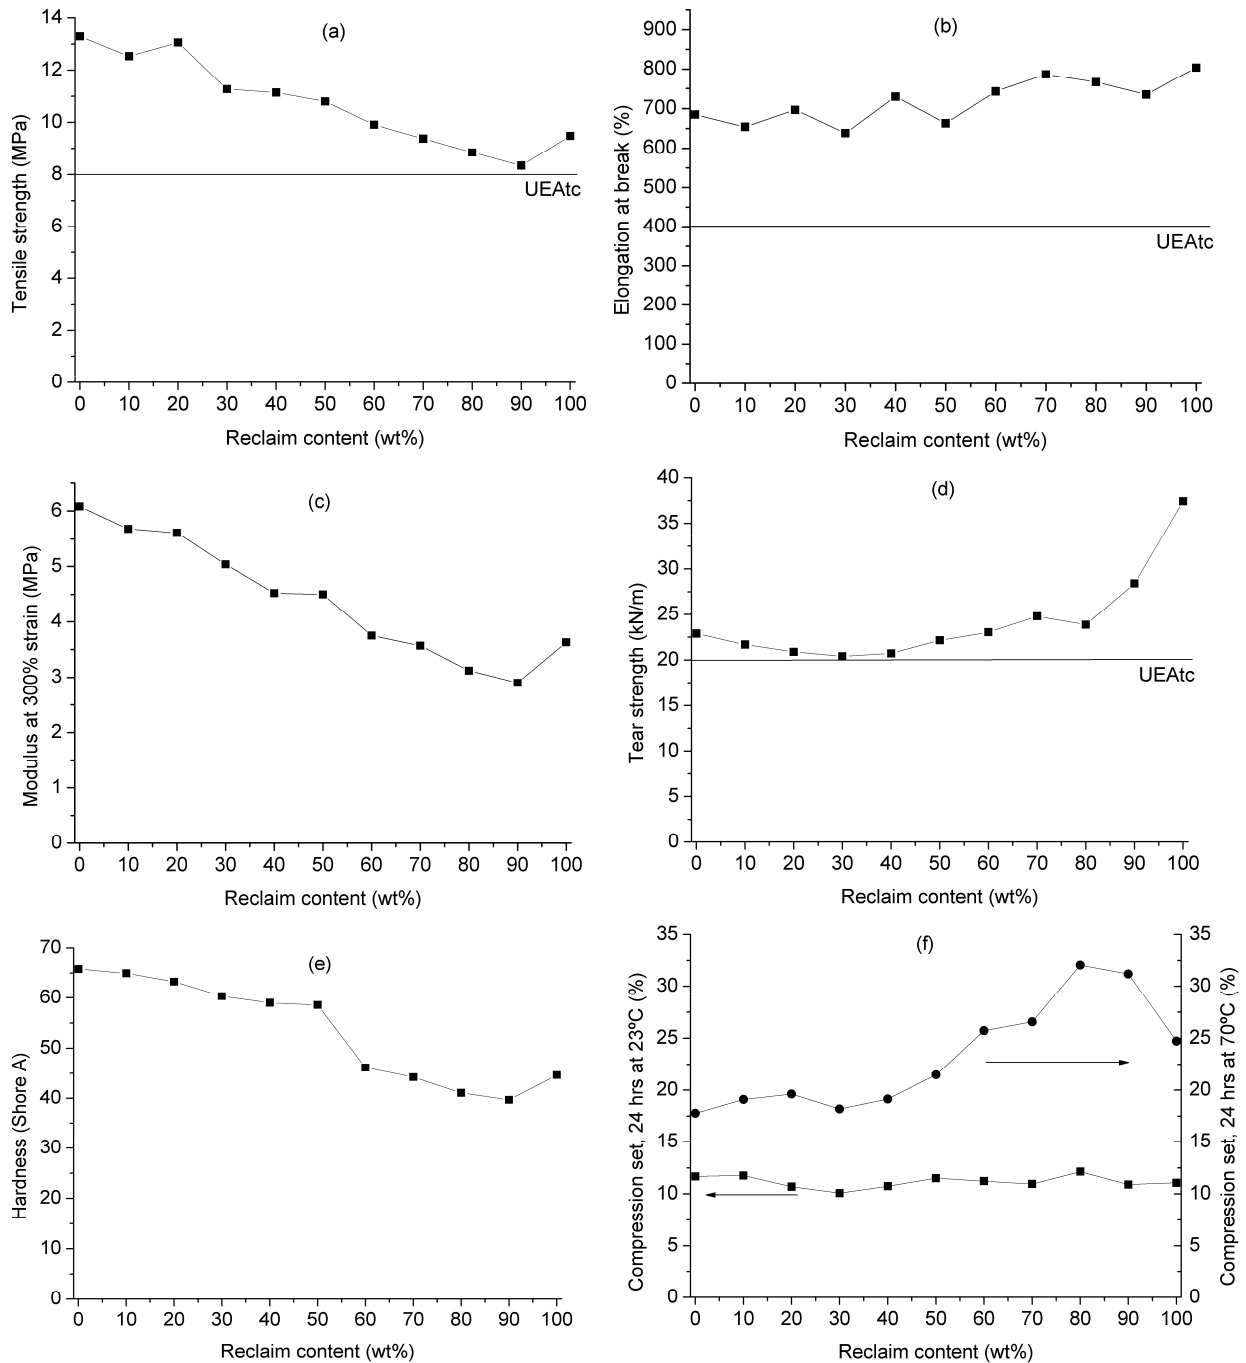 (a)
Tensile strength (MPa)
14
12
10
8
6
4
2
0
UEAtc
0 10 20 30 40 50 60 70 80 90 100
Reclaim content (wt%)
(b)
Elongation at break (%)
900
800
700
600
500
400
300
200
100
0
UEAtc
0 10 20 30 40 50 60 70 80 90 100
Reclaim content (wt%)
(c)
Modulus at 300% strain (MPa)
6
5
4
3
2
1
0
0 10 20 30 40 50 60 70 80 90 100
Reclaim content (wt%)
(d)
Tear strength (kN/m)
40
35
30
25
20
15
10
5
0
UEAtc
0 10 20 30 40 50 60 70 80 90 100
Reclaim content (wt%)
(e)
Hardness (Shore A)
70
60
50
40
30
20
10
0
0 10 20 30 40 50 60 70 80 90 100
Reclaim content (wt%)
(f)
Compression set, 24 hrs at 23ºC (%)
35
30
25
20
15
10
5
0
35
30
25
20
15
10
5
0
Compression set, 24 hrs at 70ºC (%)
0 10 20 30 40 50 60 70 80 90 100
Reclaim content (wt%)